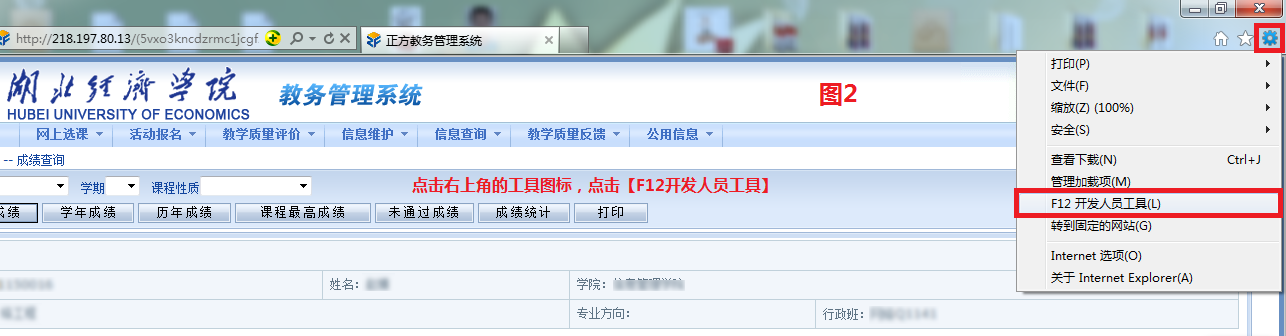 http://218.197.80.13/(5vxo3kncdzrmc1jcgf
正方教务管理系统
湖北经济学院
HUBEI UNIVERSITY OF ECONOMICS
教务管理系统
图2
网上选课 活动报名 教学质量评价 信息维护 信息查询 教学质量反馈 公用信息
-- 成绩查询
学期 课程性质
点击右上角的工具图标，点击【F12开发人员工具】
成绩 学年成绩 历年成绩 课程最高成绩 未通过成绩 成绩统计 打印
姓名： 学院：
专业方向： 行政班：
打印(P)
文件(F)
缩放(Z) (100%)
安全(S)
查看下载(N) Ctrl+J
管理加载项(M)
F12 开发人员工具(L)
转到固定的网站(G)
Internet 选项(O)
关于 Internet Explorer(A)